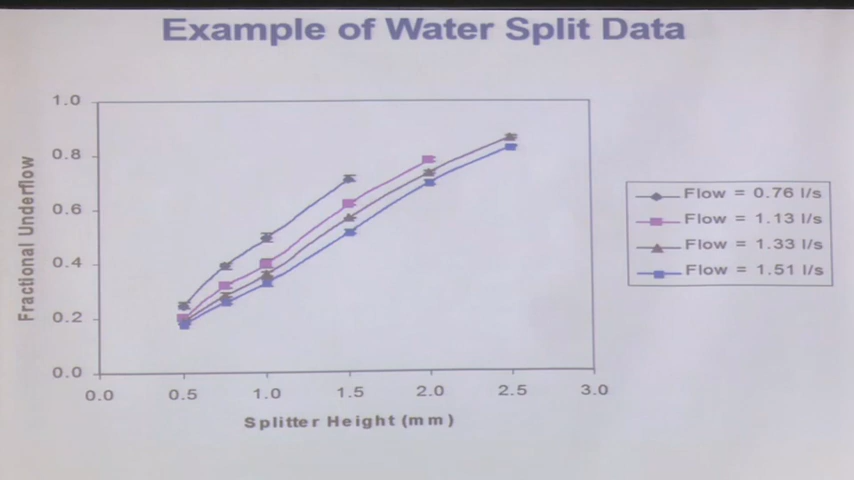 Example of Water Split Data
1.0
0.8
0.6
0.4
0.2
0.0
Fractional Underflow
0.0 0.5 1.0 1.5 2.0 2.5 3.0
Splitter Height (mm)
Flow = 0.76 l/s
Flow = 1.13 l/s
Flow = 1.33 l/s
Flow = 1.51 l/s